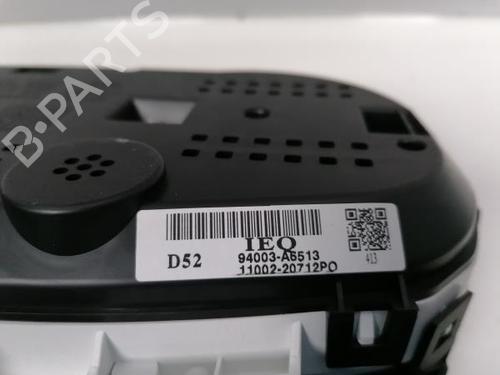 B·PARTS
IEQ
D52
94003-A6513
11002-20712PO
413